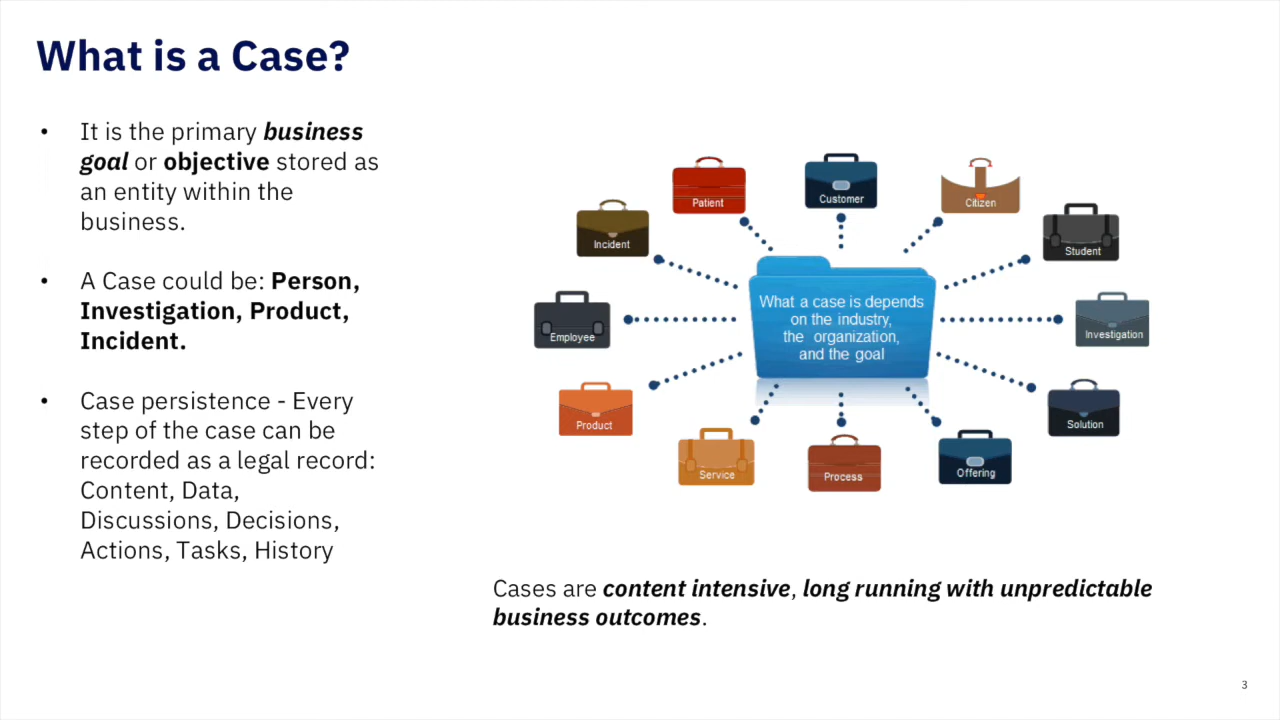 What is a Case?
• It is the primary business
goal or objective stored as
an entity within the
business.
• A Case could be: Person,
Investigation, Product,
Incident.
• Case persistence - Every
step of the case can be
recorded as a legal record:
Content, Data,
Discussions, Decisions,
Actions, Tasks, History
Patient
Customer
Citizen
Incident
Student
Employee
What a case is depends
on the industry,
the organization,
and the goal
Investigation
Product
Solution
Service
Process
Offering
Cases are content intensive, long running with unpredictable
business outcomes.
3